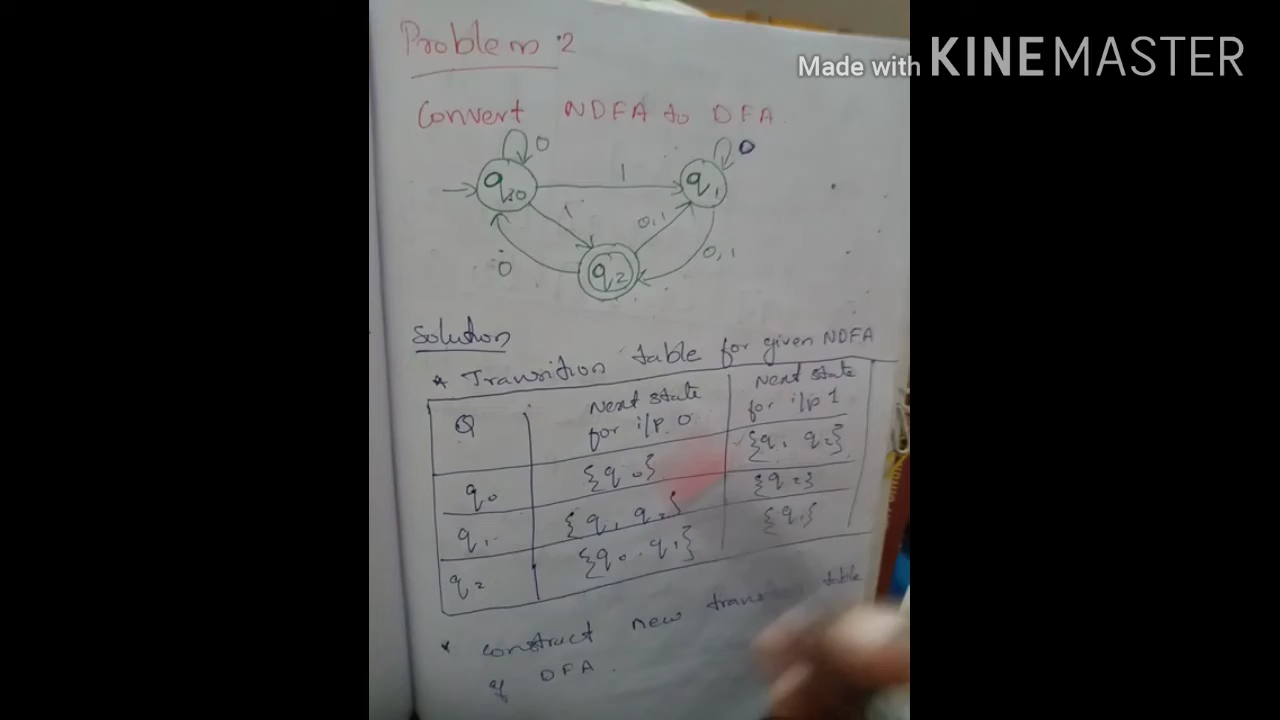 Problem 2
Made with KINEMASTER
Convert NDFA to DFA.
0
0
q0
1
q1
1
0,1
0
q2
0,1
Solution
* Transition table for given NDFA
Q
Next state for i/p 0
Next state for i/p 1
q0
{q0}
{q1 q2}
q1
{q1 q2}
{q2}
q2
{q0 q1}
{q1}
* construct new table
of DFA.